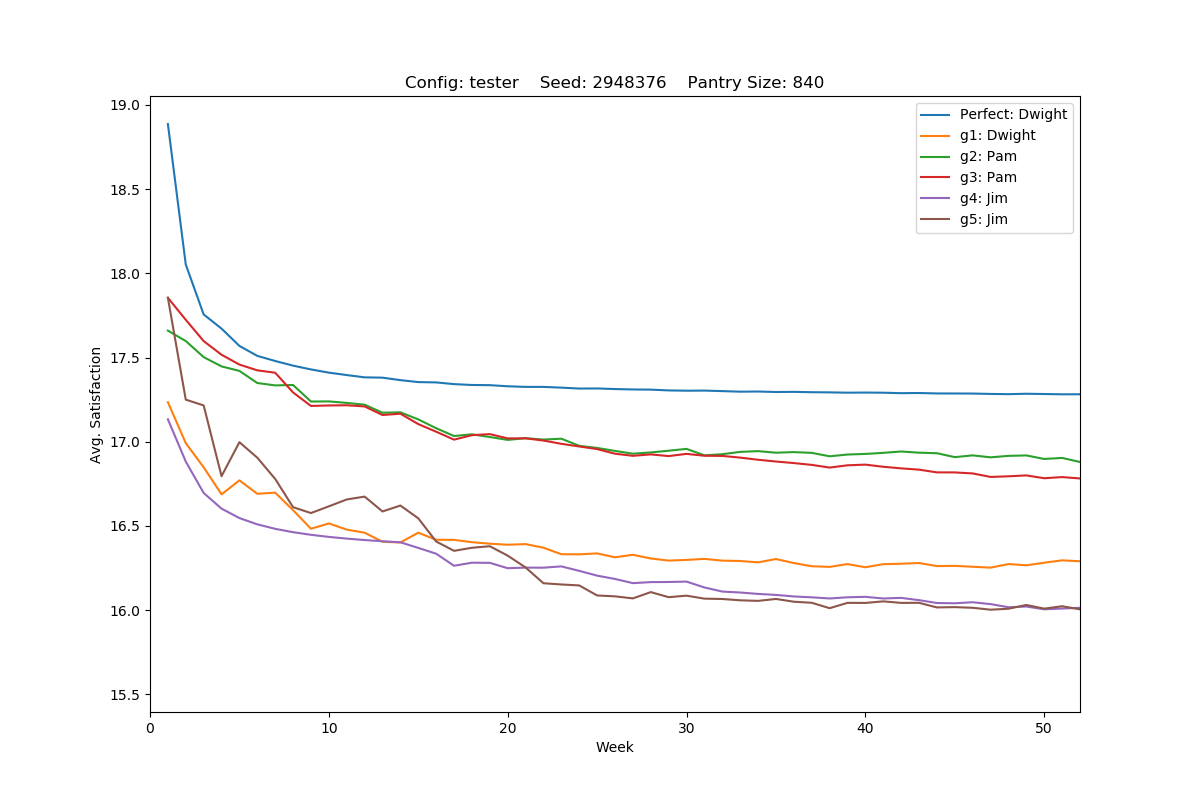 Config: tester    Seed: 2948376    Pantry Size: 840
19.0
18.5
18.0
17.5
17.0
16.5
16.0
15.5
Avg. Satisfaction
Perfect: Dwight
g1: Dwight
g2: Pam
g3: Pam
g4: Jim
g5: Jim
0 10 20 30 40 50
Week